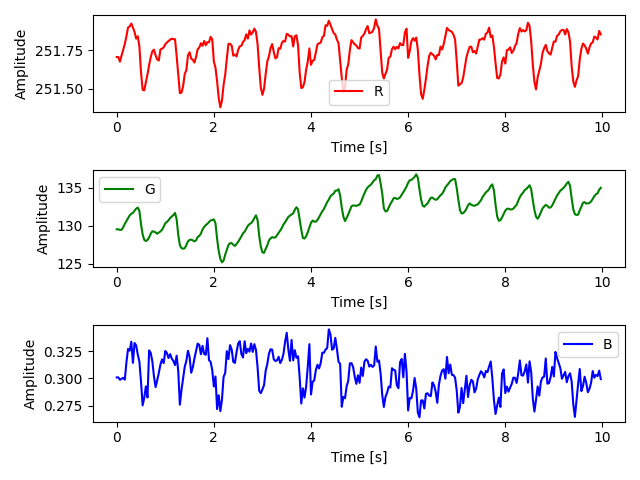 Amplitude
251.75
251.50
R
0 2 4 6 8 10
Time [s]
Amplitude
135
130
125
G
0 2 4 6 8 10
Time [s]
Amplitude
0.325
0.300
0.275
B
0 2 4 6 8 10
Time [s]